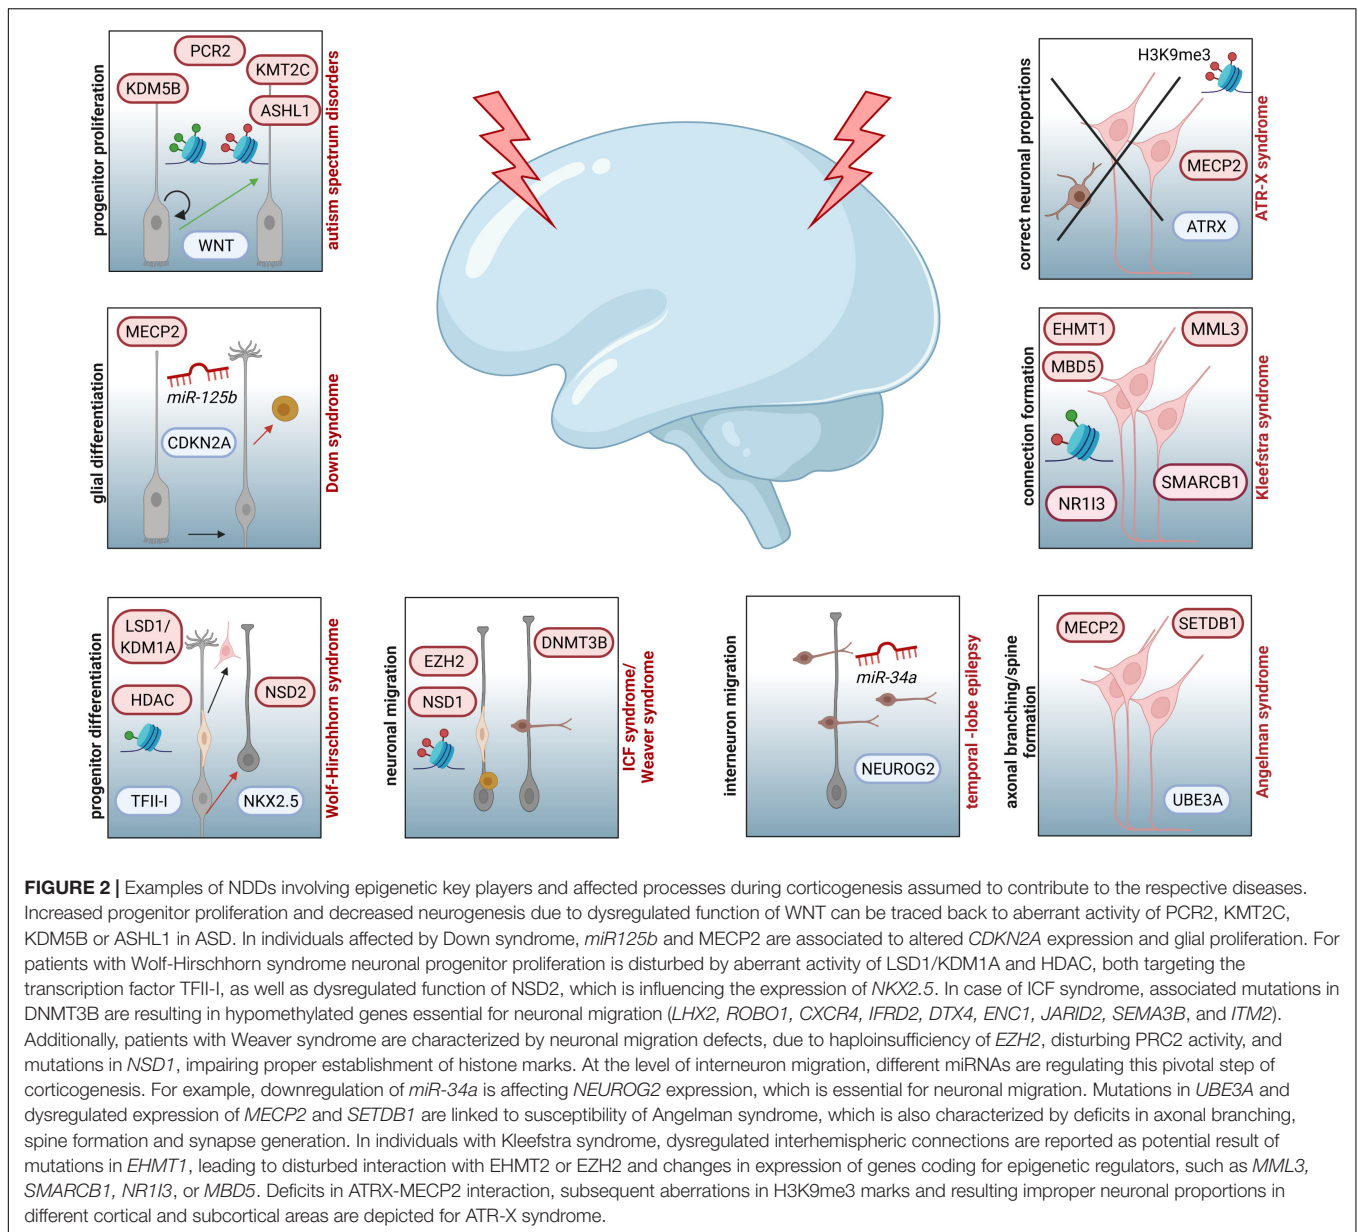 progenitor proliferation
PCR2
KDM5B
KMT2C
ASHL1
WNT
autism spectrum disorders
glial differentiation
MECP2
miR-125b
CDKN2A
Down syndrome
progenitor differentiation
LSD1/
KDM1A
HDAC
NSD2
TFII-I
NKX2.5
Wolf-Hirschhorn syndrome
neuronal migration
EZH2
DNMT3B
NSD1
ICF syndrome/
Weaver syndrome
interneuron migration
miR-34a
NEUROG2
temporal -lobe epilepsy
axonal branching/spine
formation
MECP2
SETDB1
UBE3A
Angelman syndrome
connection formation
EHMT1
MML3
MBD5
SMARCB1
NR1I3
Kleefstra syndrome
correct neuronal proportions
H3K9me3
MECP2
ATRX
ATR-X syndrome
FIGURE 2 | Examples of NDDs involving epigenetic key players and affected processes during corticogenesis assumed to contribute to the respective diseases.
Increased progenitor proliferation and decreased neurogenesis due to dysregulated function of WNT can be traced back to aberrant activity of PCR2, KMT2C,
KDM5B or ASHL1 in ASD. In individuals affected by Down syndrome, miR125b and MECP2 are associated to altered CDKN2A expression and glial proliferation. For
patients with Wolf-Hirschhorn syndrome neuronal progenitor proliferation is disturbed by aberrant activity of LSD1/KDM1A and HDAC, both targeting the
transcription factor TFII-I, as well as dysregulated function of NSD2, which is influencing the expression of NKX2.5. In case of ICF syndrome, associated mutations in
DNMT3B are resulting in hypomethylated genes essential for neuronal migration (LHX2, ROBO1, CXCR4, IFRD2, DTX4, ENC1, JARID2, SEMA3B, and ITM2).
Additionally, patients with Weaver syndrome are characterized by neuronal migration defects, due to haploinsufficiency of EZH2, disturbing PRC2 activity, and
mutations in NSD1, impairing proper establishment of histone marks. At the level of interneuron migration, different miRNAs are regulating this pivotal step of
corticogenesis. For example, downregulation of miR-34a is affecting NEUROG2 expression, which is essential for neuronal migration. Mutations in UBE3A and
dysregulated expression of MECP2 and SETDB1 are linked to susceptibility of Angelman syndrome, which is also characterized by deficits in axonal branching,
spine formation and synapse generation. In individuals with Kleefstra syndrome, dysregulated interhemispheric connections are reported as potential result of
mutations in EHMT1, leading to disturbed interaction with EHMT2 or EZH2 and changes in expression of genes coding for epigenetic regulators, such as MML3,
SMARCB1, NR1I3, or MBD5. Deficits in ATRX-MECP2 interaction, subsequent aberrations in H3K9me3 marks and resulting improper neuronal proportions in
different cortical and subcortical areas are depicted for ATR-X syndrome.